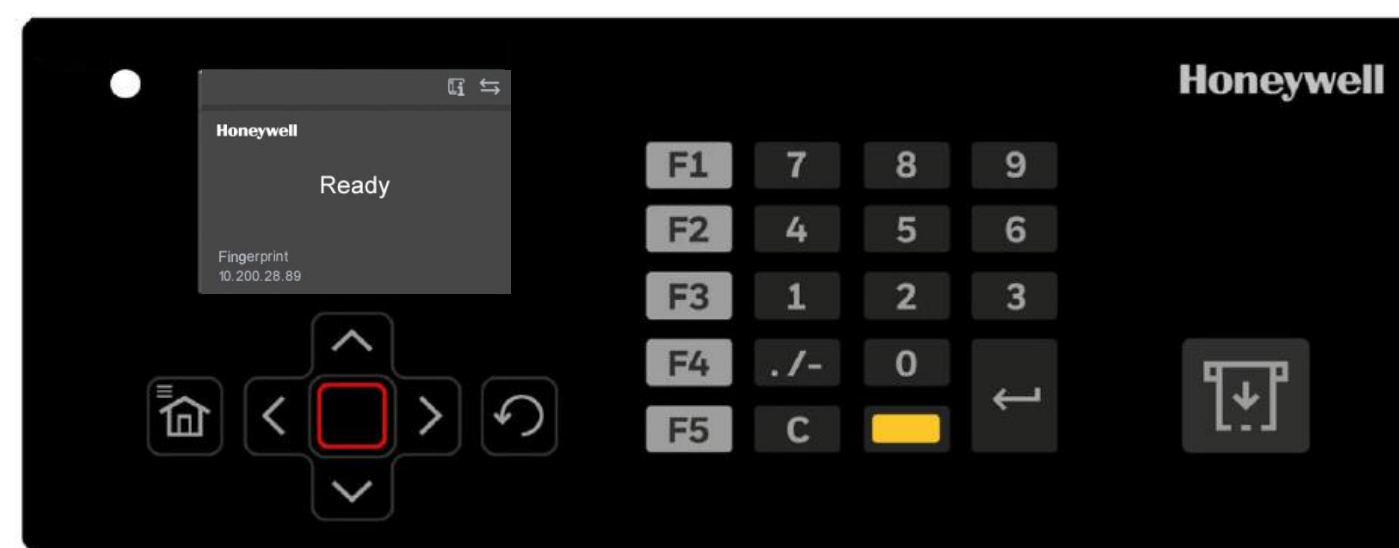 Honeywell
Honeywell
Ready
Fingerprint
10.200.28.89
F1 7 8 9
F2 4 5 6
F3 1 2 3
F4 ./- 0
F5 C